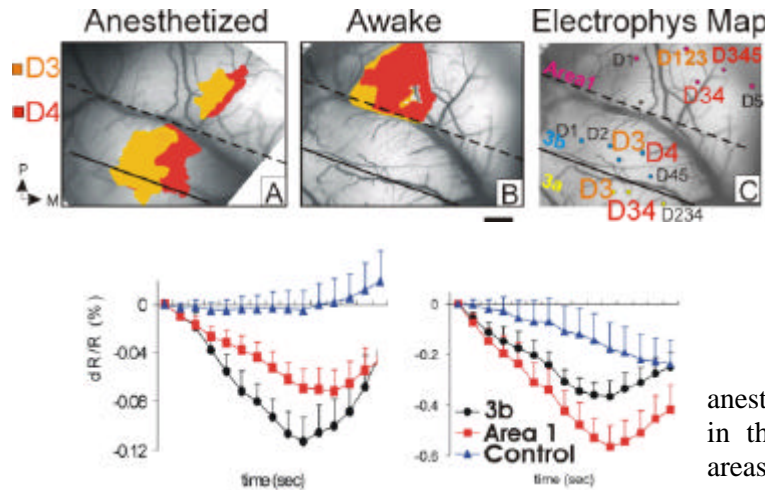 Anesthetized Awake Electrophys Map
D3
D4
P
M
A
B
C
Area1
D1
D123
D345
D34
D5
3b
D1
D2
D3
D4
D45
3a
D3
D34
D234
dR/R (%)
0
-0.04
-0.08
-0.12
time (sec)
0
-0.2
-0.4
-0.6
3b
Area 1
Control
time (sec)
anest
in th
areas